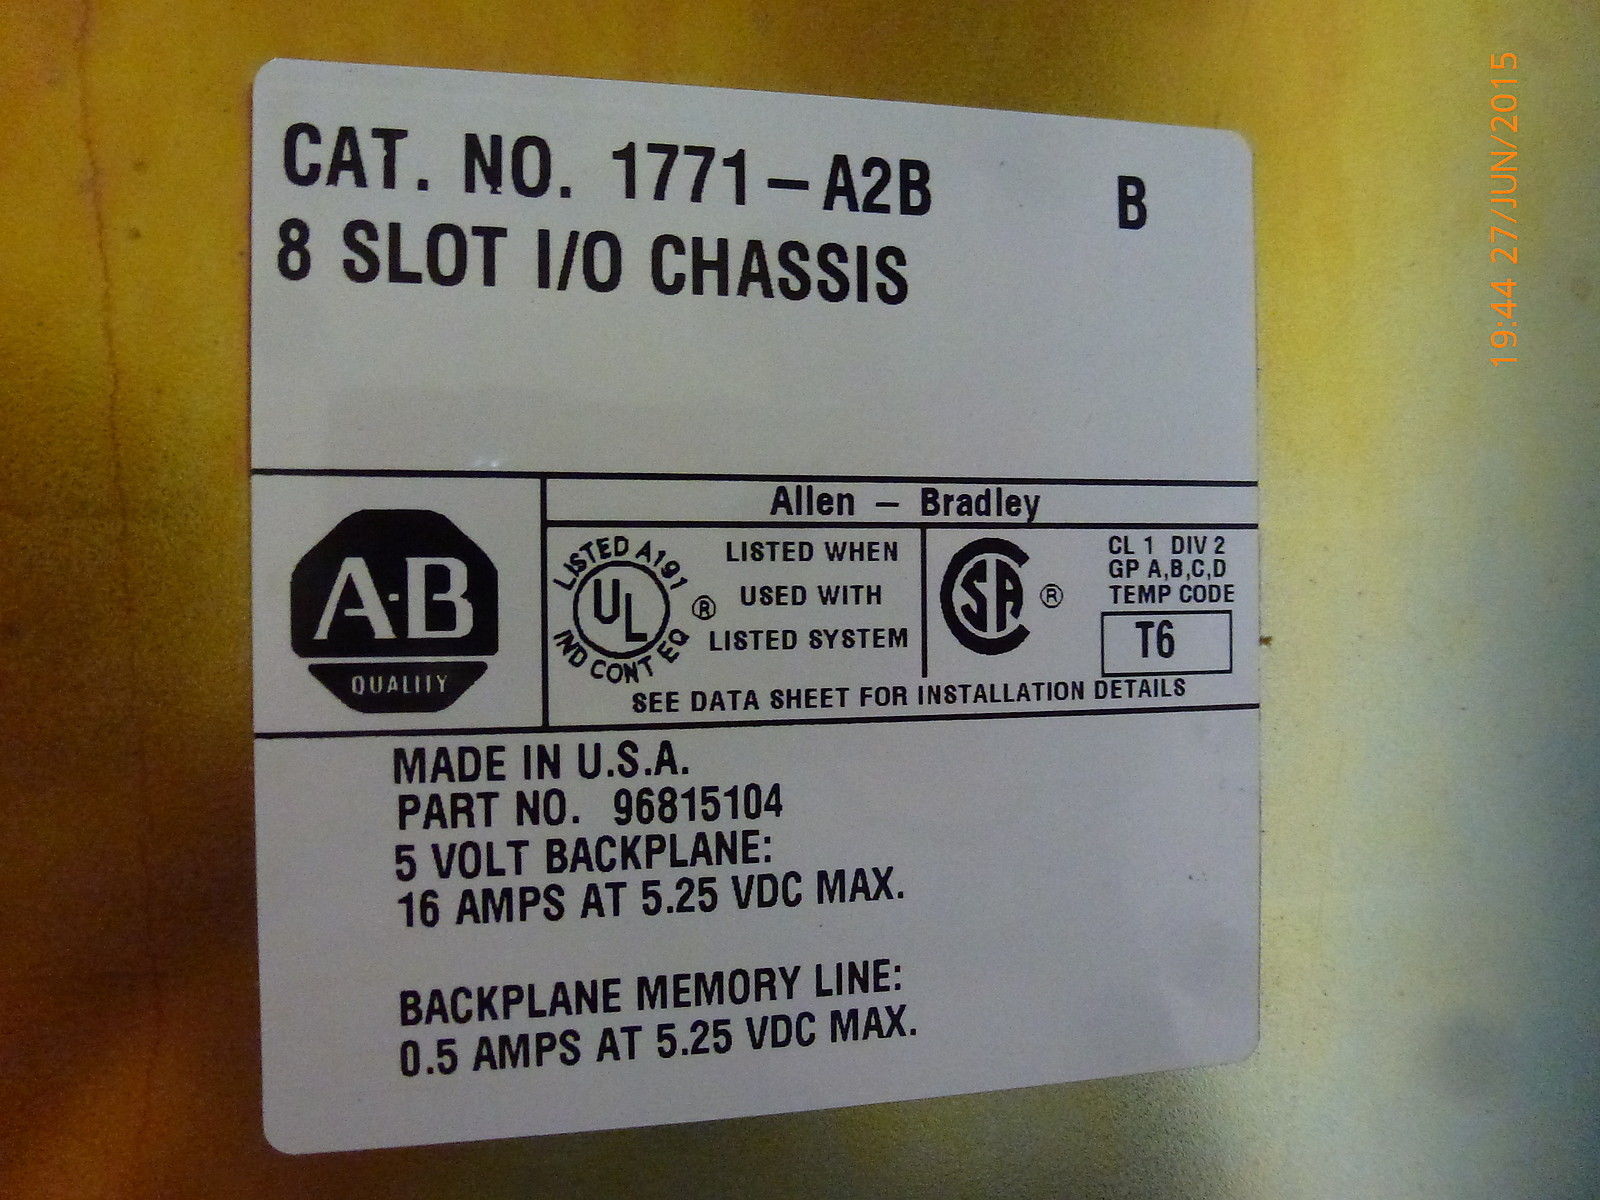 CAT. NO. 1771-A2B B
8 SLOT I/O CHASSIS
Allen - Bradley
A·B
QUALITY
LISTED A191
UL ®
IND CONT EQ
LISTED WHEN
USED WITH
LISTED SYSTEM
SA ®
CL 1 DIV 2
GP A,B,C,D
TEMP CODE
T6
SEE DATA SHEET FOR INSTALLATION DETAILS
MADE IN U.S.A.
PART NO. 96815104
5 VOLT BACKPLANE:
16 AMPS AT 5.25 VDC MAX.
BACKPLANE MEMORY LINE:
0.5 AMPS AT 5.25 VDC MAX.
19:44 27/JUN/2015